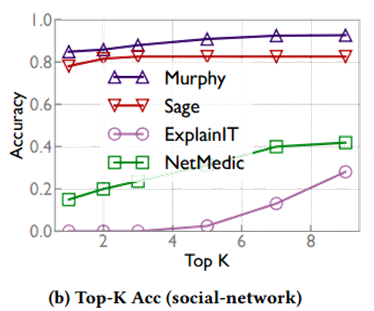 1.0
0.8
0.6
0.4
0.2
0.0
Accuracy
Murphy
Sage
ExplainIT
NetMedic
2 4 6 8
Top K
(b) Top-K Acc (social-network)